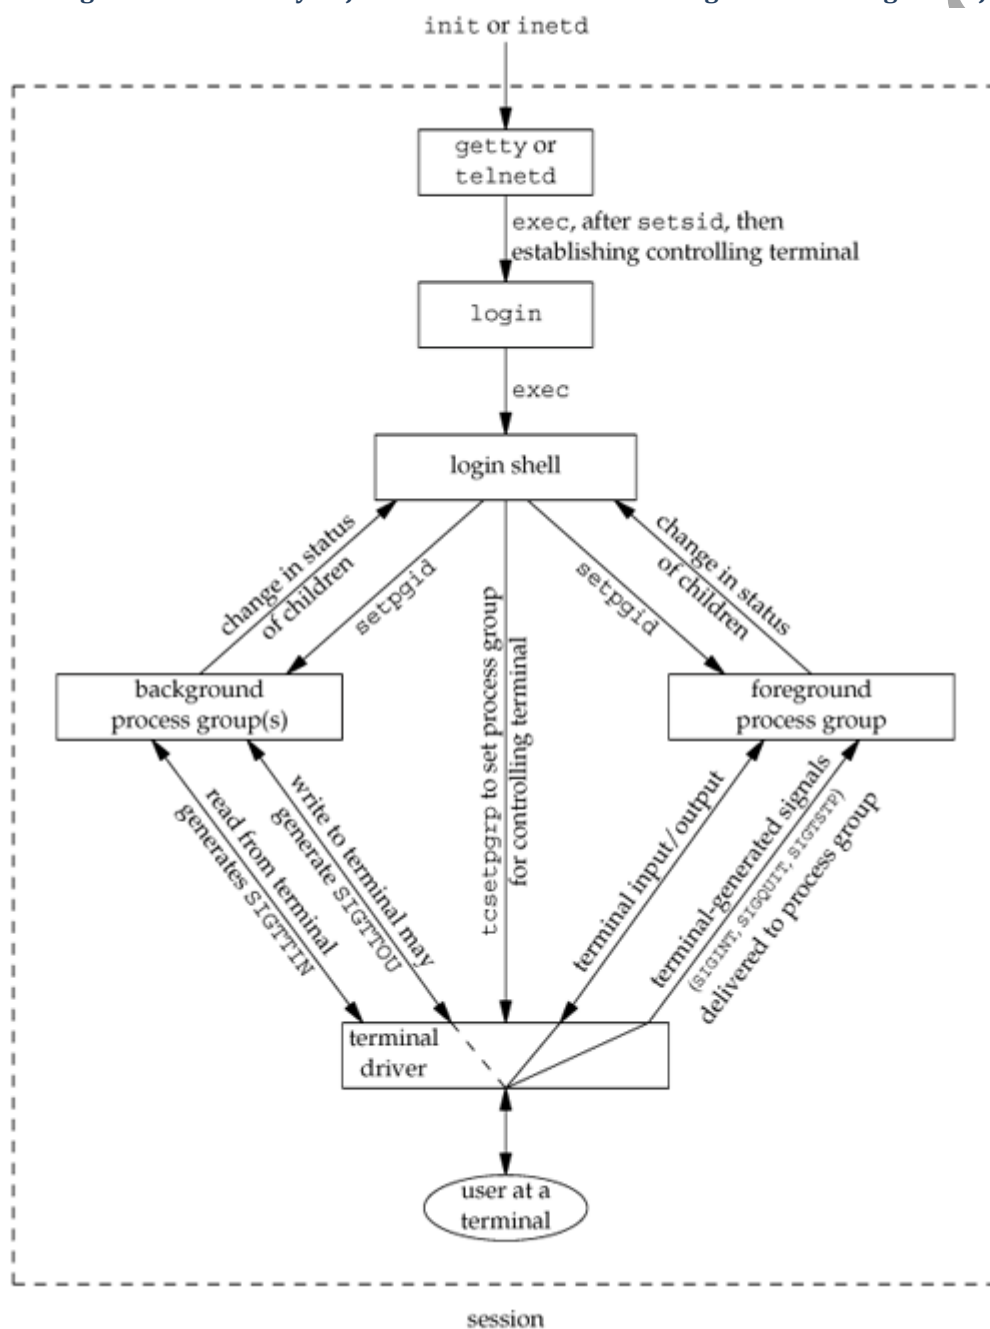 init or inetd
getty or
telnetd
exec, after setsid, then
establishing controlling terminal
login
exec
login shell
change in status
of children
setpgid
tcsetpgrp to set process group
for controlling terminal
setpgid
change in status
of children
background
process group(s)
foreground
process group
read from terminal
generates SIGTTIN
write to terminal may
generate SIGTTOU
terminal input/output
terminal-generated signals
(SIGINT, SIGQUIT, SIGTSTP)
delivered to process group
terminal
driver
user at a
terminal
session